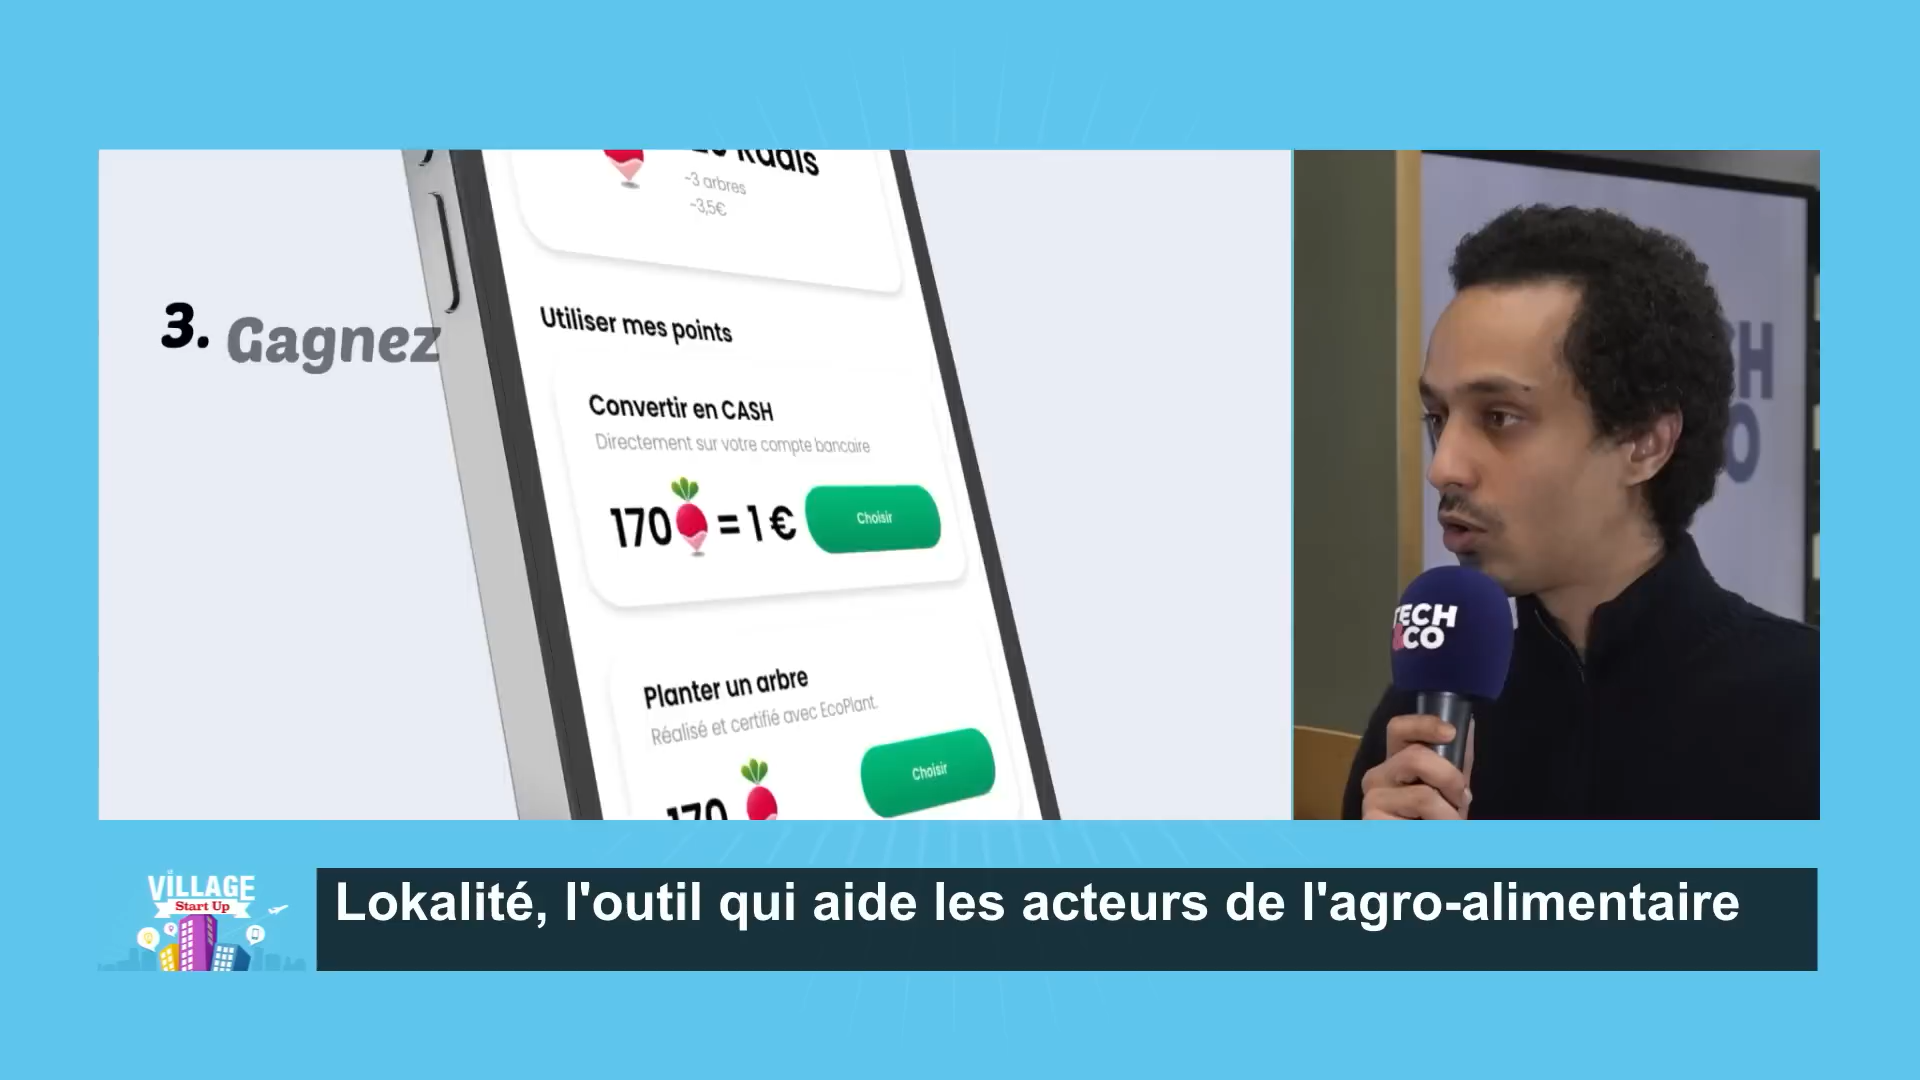 Radis
~3 arbres
~3,5€
3. Gagnez
Utiliser mes points
Convertir en CASH
Directement sur votre compte bancaire
170 = 1 €
Choisir
Planter un arbre
Réalisé et certifié avec EcoPlant.
170
Choisir
TECH
&CO
VILLAGE
Start Up
Lokalité, l'outil qui aide les acteurs de l'agro-alimentaire